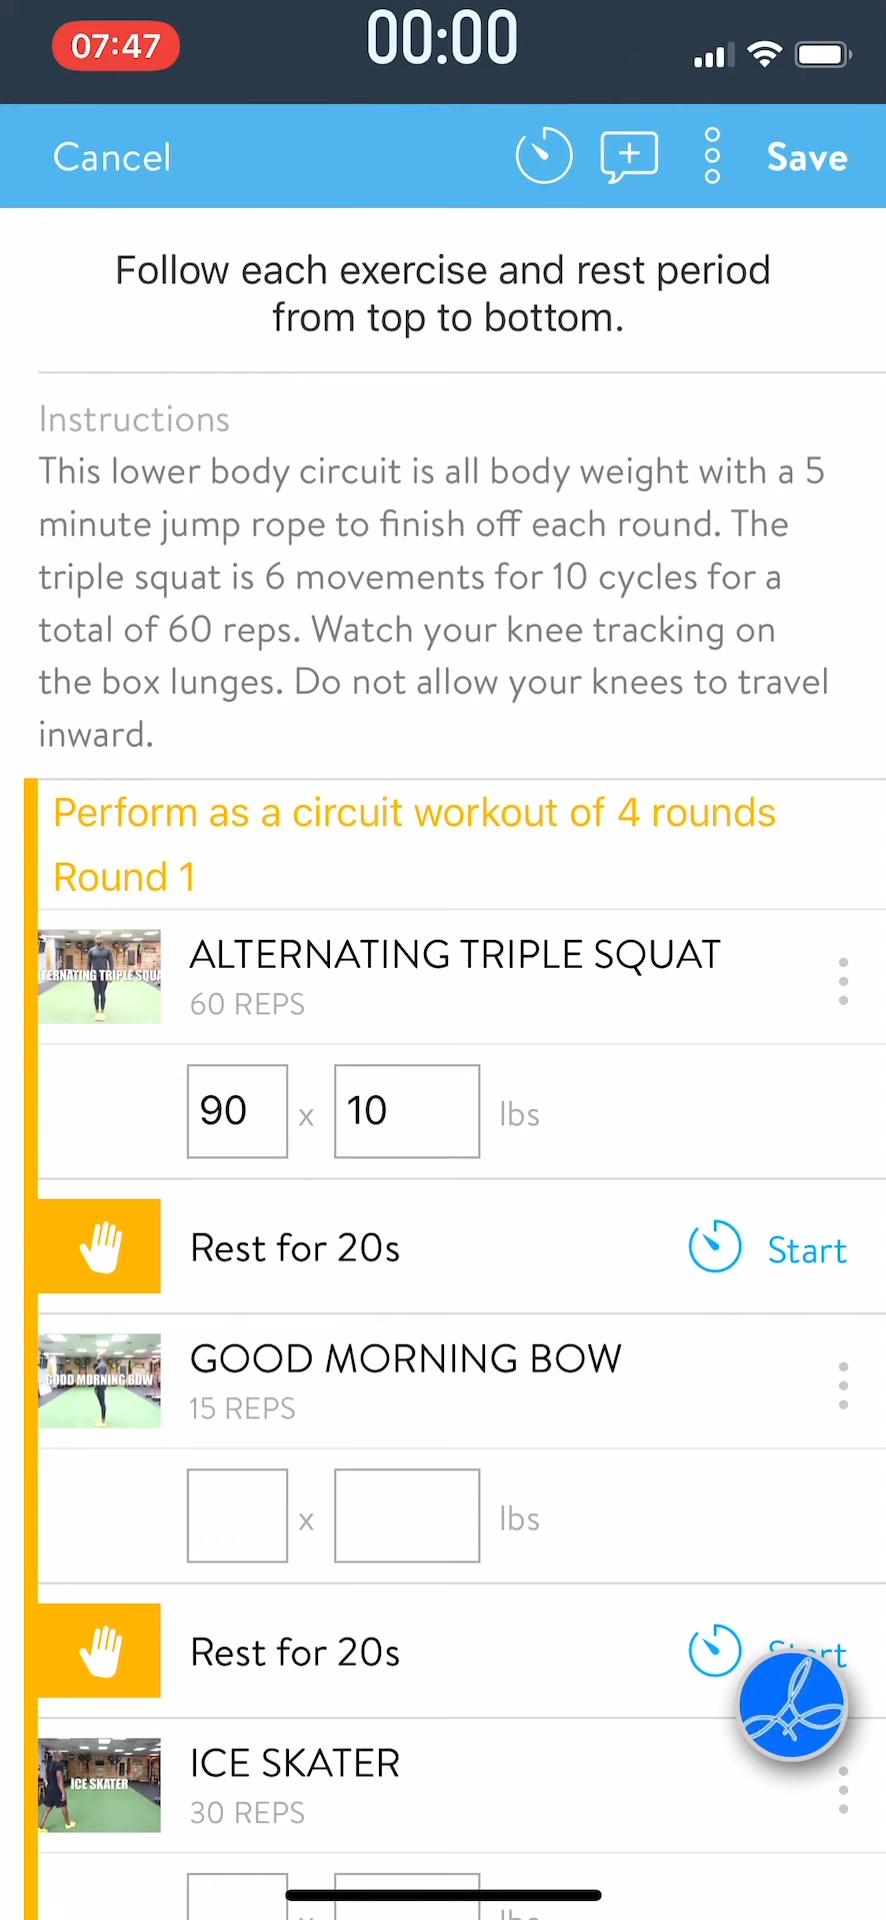 07:47
00:00
Cancel
Save
Follow each exercise and rest period
from top to bottom.
Instructions
This lower body circuit is all body weight with a 5
minute jump rope to finish off each round. The
triple squat is 6 movements for 10 cycles for a
total of 60 reps. Watch your knee tracking on
the box lunges. Do not allow your knees to travel
inward.
Perform as a circuit workout of 4 rounds
Round 1
TERNATING TRIPLE SQUA
ALTERNATING TRIPLE SQUAT
60 REPS
90 x 10 lbs
Rest for 20s Start
GOOD MORNING BOW
GOOD MORNING BOW
15 REPS
x lbs
Rest for 20s Start
ICE SKATER
ICE SKATER
30 REPS
x lbs